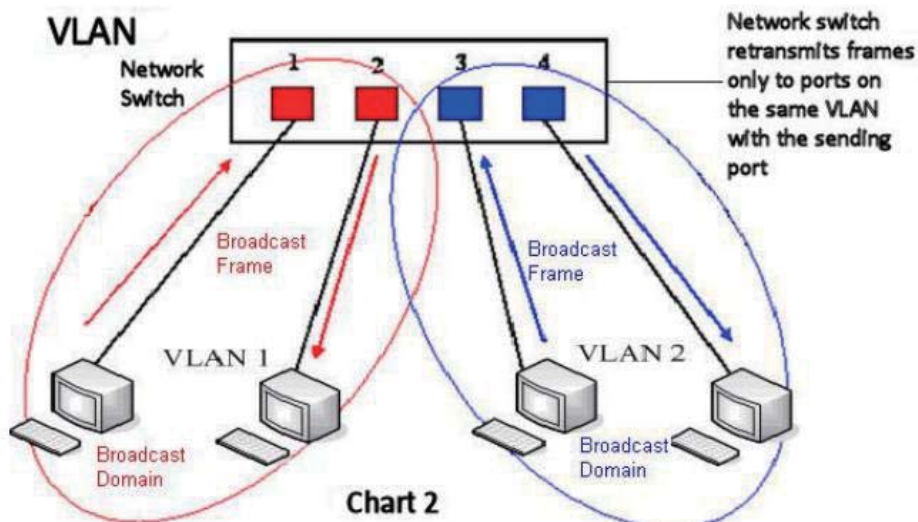 VLAN
Network
Switch
1 2 3 4
Network switch
retransmits frames
only to ports on
the same VLAN
with the sending
port
Broadcast
Frame
Broadcast
Frame
VLAN 1
VLAN 2
Broadcast
Domain
Broadcast
Domain
Chart 2